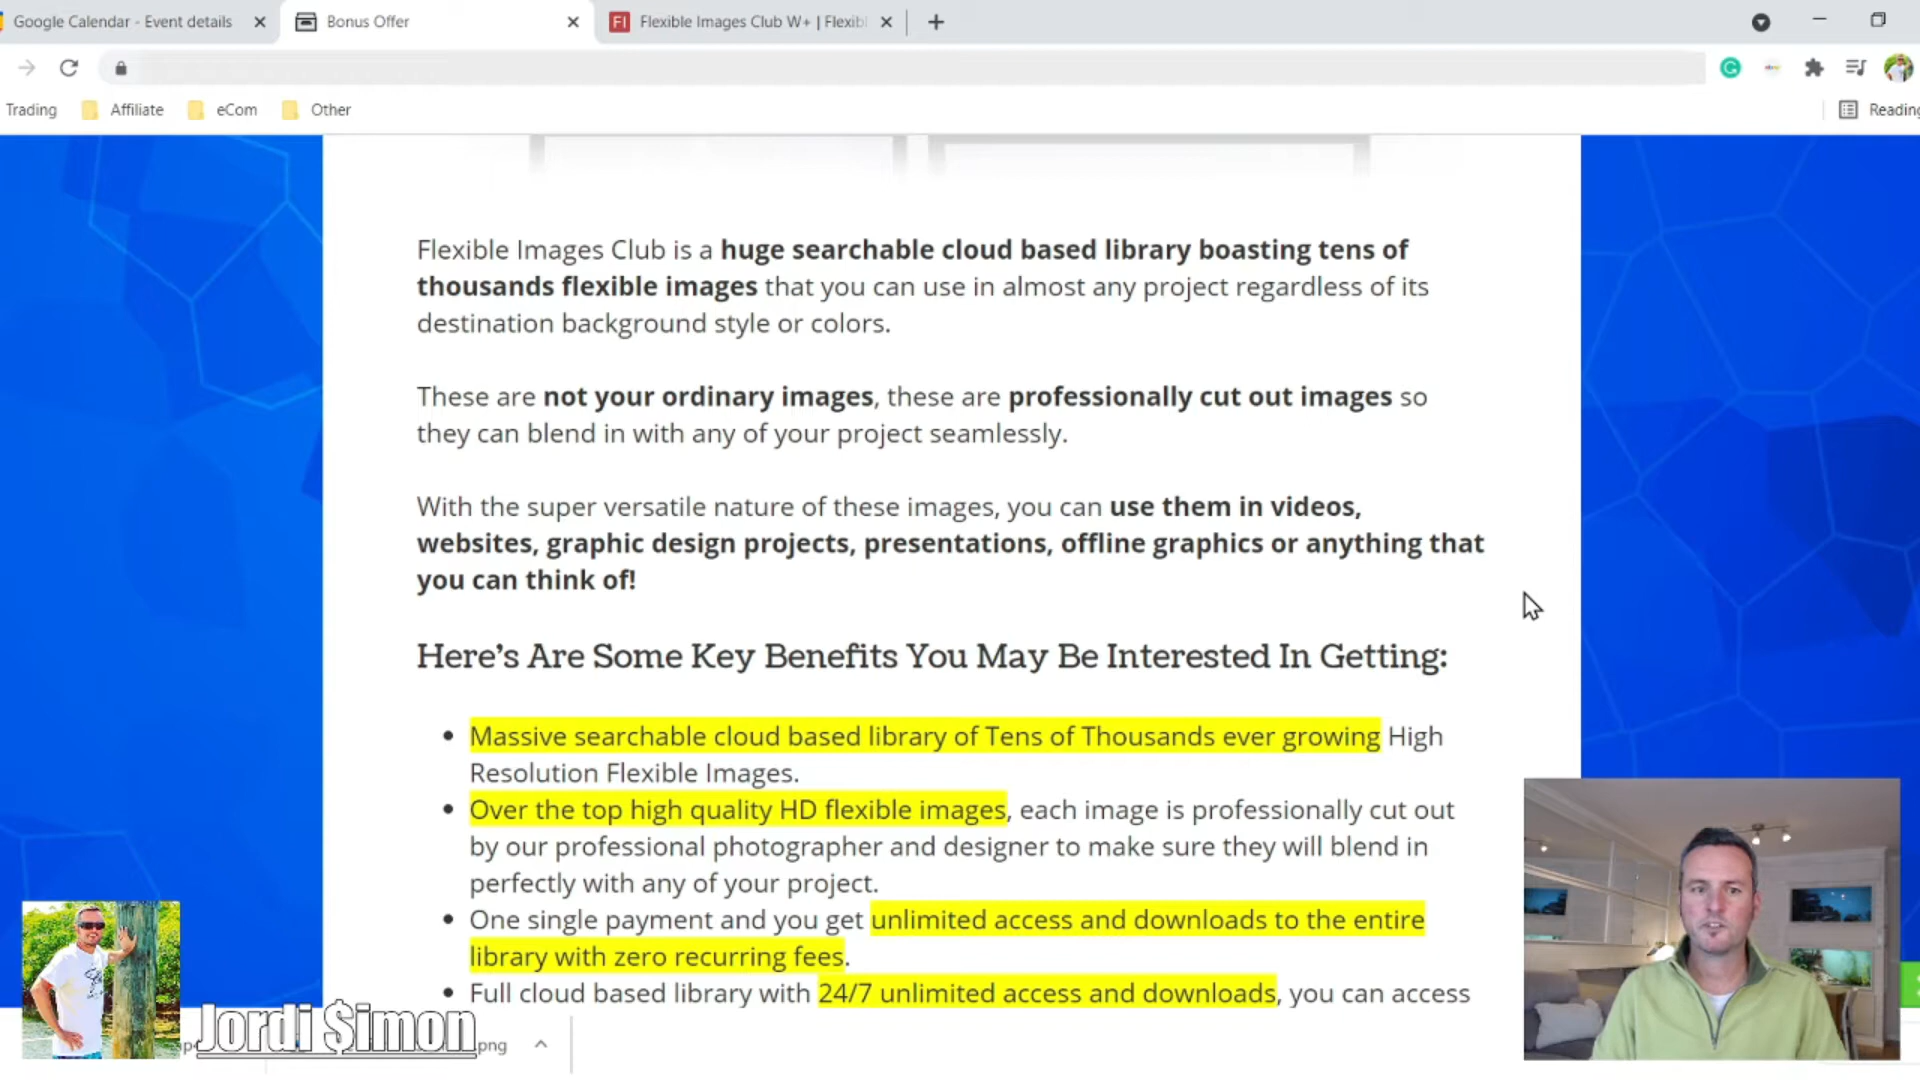 Google Calendar - Event details
Bonus Offer
Flexible Images Club W+ | Flexibl
Trading
Affiliate
eCom
Other
Reading
Flexible Images Club is a huge searchable cloud based library boasting tens of
thousands flexible images that you can use in almost any project regardless of its
destination background style or colors.
These are not your ordinary images, these are professionally cut out images so
they can blend in with any of your project seamlessly.
With the super versatile nature of these images, you can use them in videos,
websites, graphic design projects, presentations, offline graphics or anything that
you can think of!
Here's Are Some Key Benefits You May Be Interested In Getting:
Massive searchable cloud based library of Tens of Thousands ever growing High
Resolution Flexible Images.
Over the top high quality HD flexible images, each image is professionally cut out
by our professional photographer and designer to make sure they will blend in
perfectly with any of your project.
One single payment and you get unlimited access and downloads to the entire
library with zero recurring fees.
Full cloud based library with 24/7 unlimited access and downloads, you can access
Jordi $imon
.png